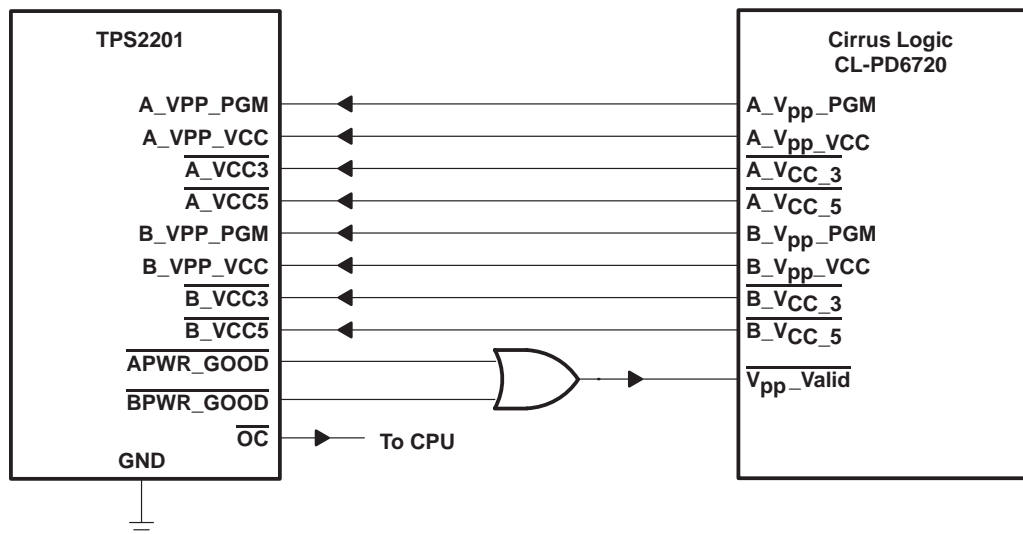 TPS2201
A_VPP_PGM
A_VPP_VCC
A_VCC3
A_VCC5
B_VPP_PGM
B_VPP_VCC
B_VCC3
B_VCC5
APWR_GOOD
BPWR_GOOD
OC
GND
To CPU
Cirrus Logic
CL-PD6720
A_Vpp_PGM
A_Vpp_VCC
A_VCC_3
A_VCC_5
B_Vpp_PGM
B_Vpp_VCC
B_VCC_3
B_VCC_5
Vpp_Valid